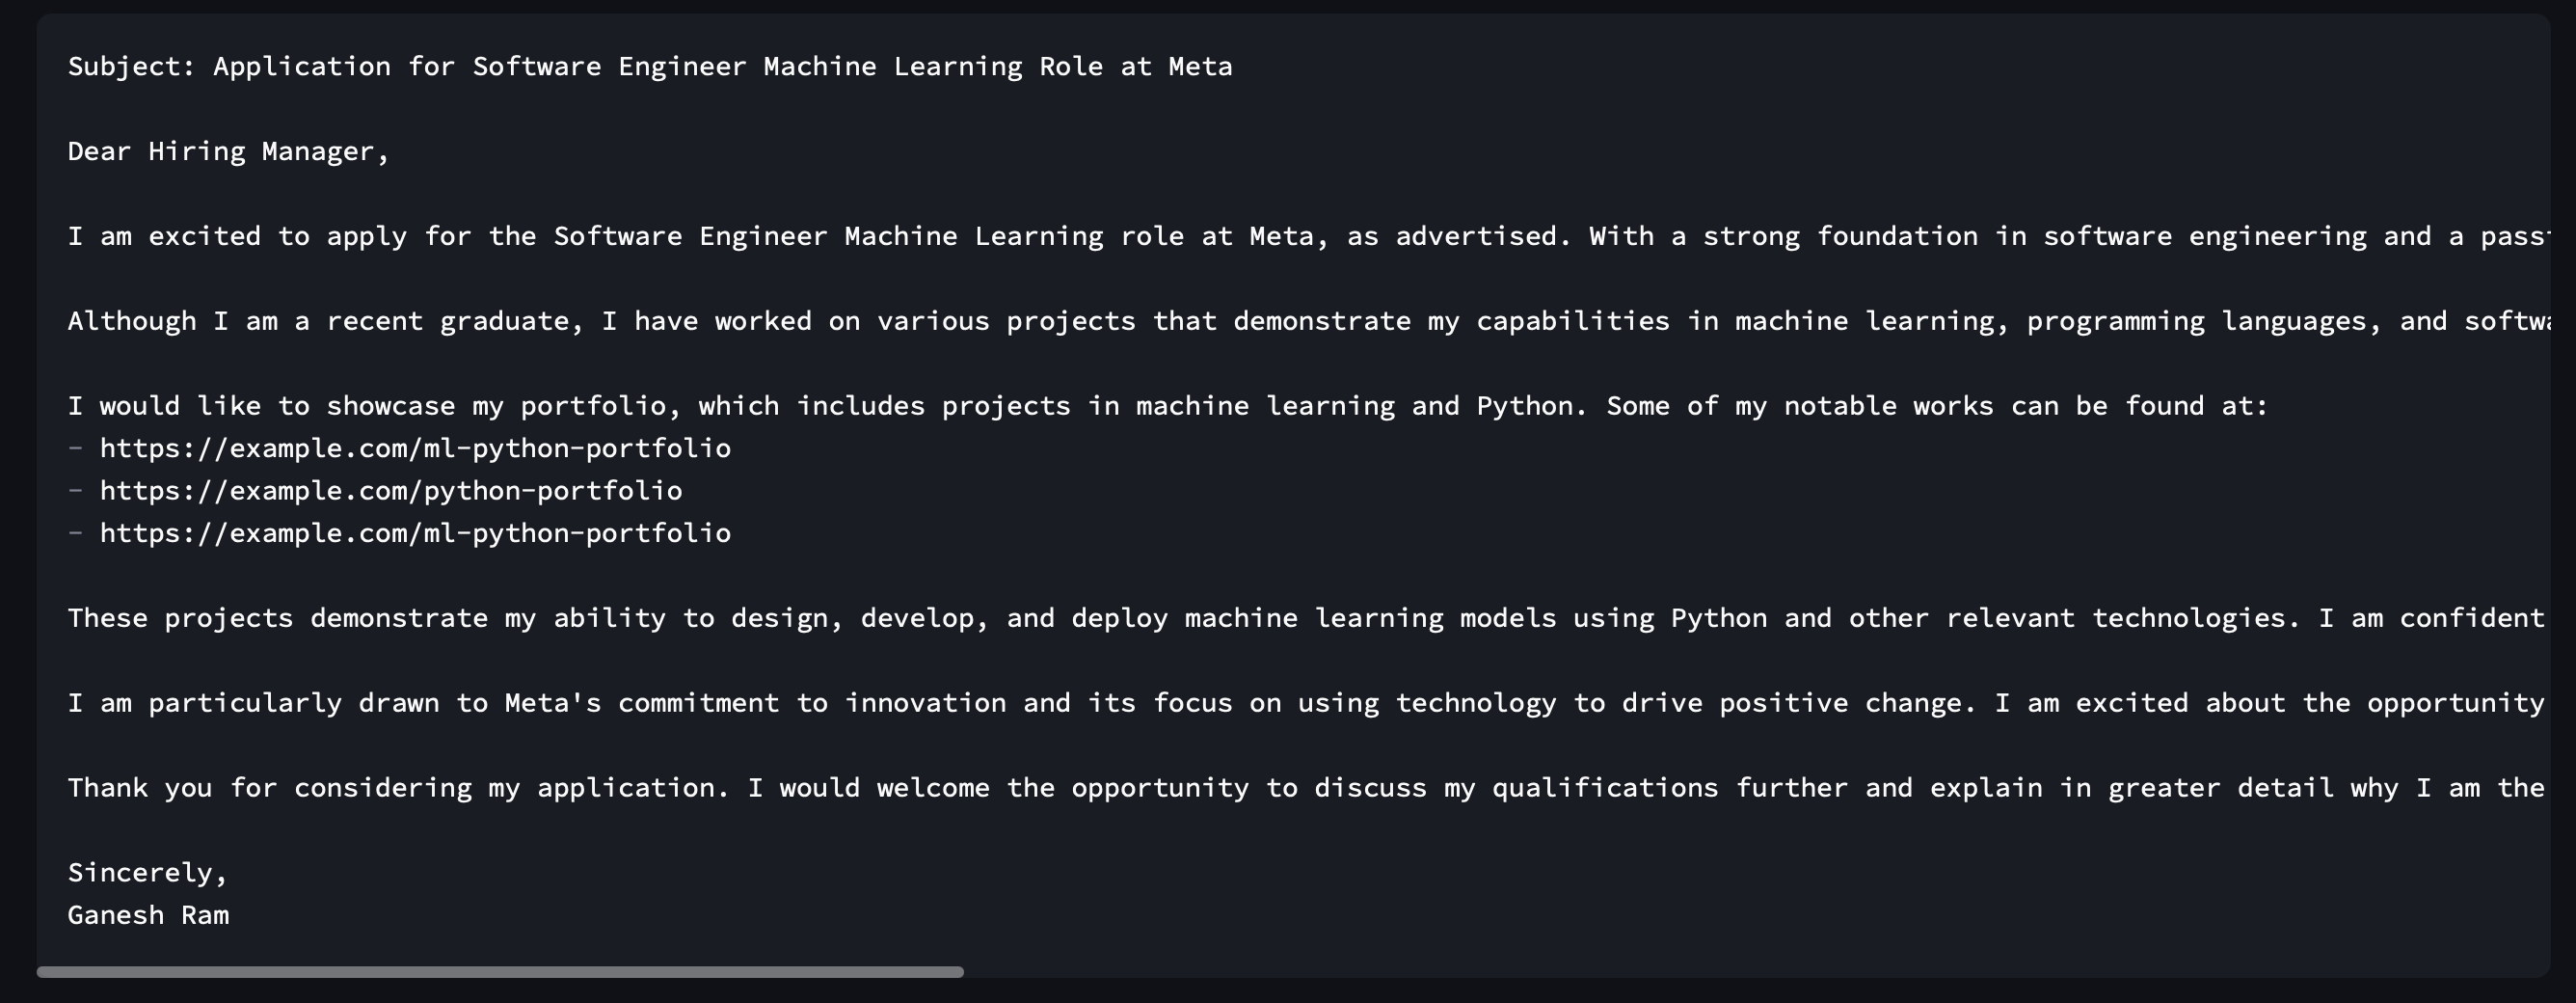 Subject: Application for Software Engineer Machine Learning Role at Meta
Dear Hiring Manager,
I am excited to apply for the Software Engineer Machine Learning role at Meta, as advertised. With a strong foundation in software engineering and a
Although I am a recent graduate, I have worked on various projects that demonstrate my capabilities in machine learning, programming languages, and
I would like to showcase my portfolio, which includes projects in machine learning and Python. Some of my notable works can be found at:
- https://example.com/ml-python-portfolio
- https://example.com/python-portfolio
- https://example.com/ml-python-portfolio
These projects demonstrate my ability to design, develop, and deploy machine learning models using Python and other relevant technologies. I am confident
I am particularly drawn to Meta's commitment to innovation and its focus on using technology to drive positive change. I am excited about the opportunity
Thank you for considering my application. I would welcome the opportunity to discuss my qualifications further and explain in greater detail why I am the
Sincerely,
Ganesh Ram